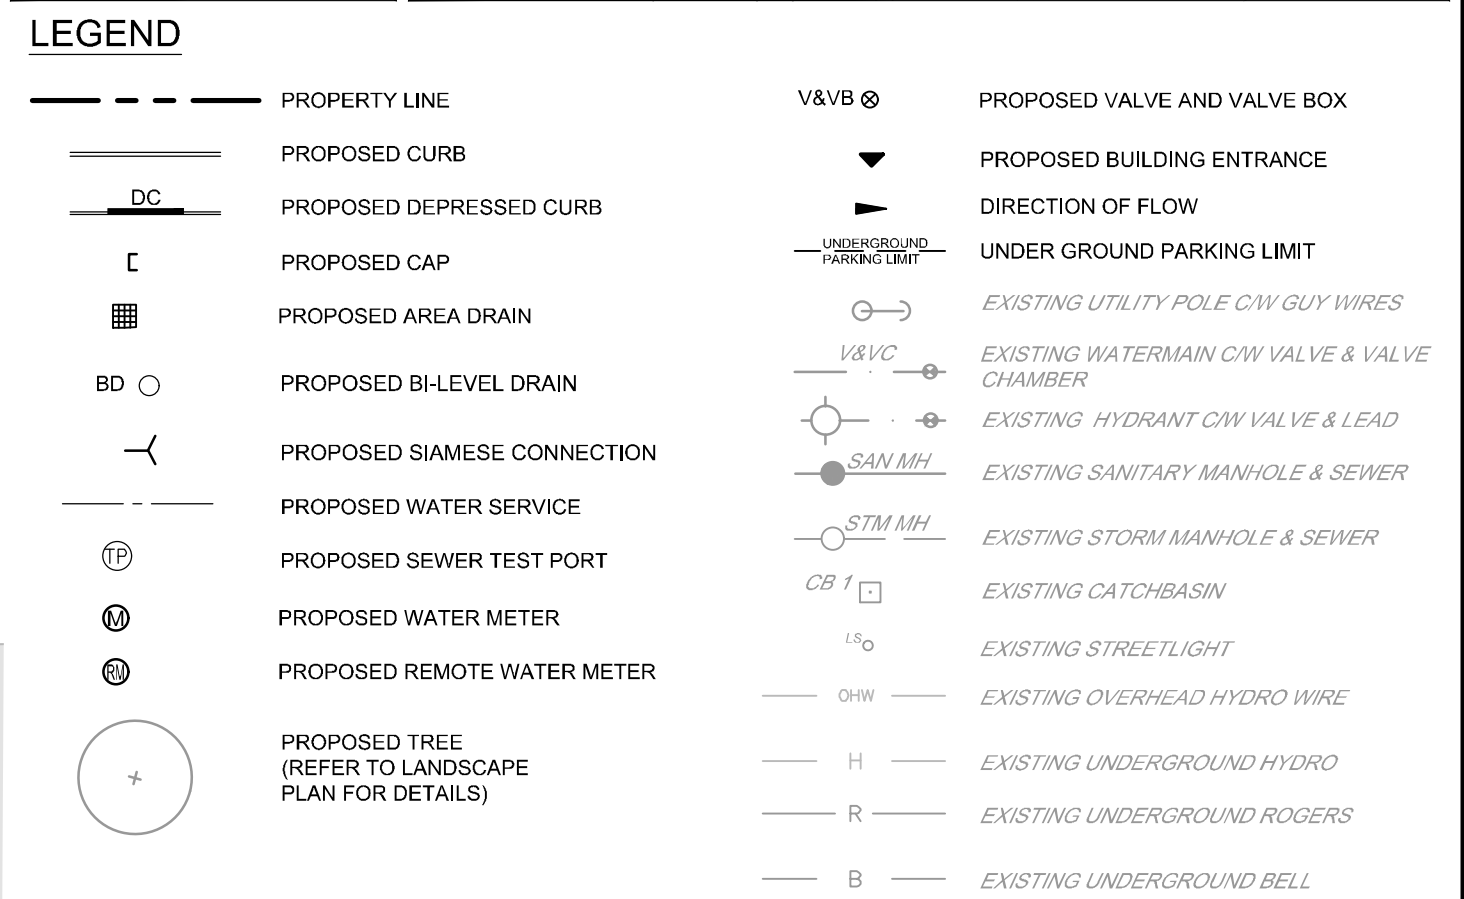 LEGEND
PROPERTY LINE
PROPOSED CURB
DC
PROPOSED DEPRESSED CURB
PROPOSED CAP
PROPOSED AREA DRAIN
BD
PROPOSED BI-LEVEL DRAIN
PROPOSED SIAMESE CONNECTION
PROPOSED WATER SERVICE
TP
PROPOSED SEWER TEST PORT
M
PROPOSED WATER METER
RM
PROPOSED REMOTE WATER METER
PROPOSED TREE
(REFER TO LANDSCAPE
PLAN FOR DETAILS)
V&VB
PROPOSED VALVE AND VALVE BOX
PROPOSED BUILDING ENTRANCE
DIRECTION OF FLOW
UNDERGROUND
PARKING LIMIT
UNDER GROUND PARKING LIMIT
EXISTING UTILITY POLE C/W GUY WIRES
V&VC
EXISTING WATERMAIN C/W VALVE & VALVE
CHAMBER
EXISTING HYDRANT C/W VALVE & LEAD
SAN MH
EXISTING SANITARY MANHOLE & SEWER
STM MH
EXISTING STORM MANHOLE & SEWER
CB 1
EXISTING CATCHBASIN
LS
EXISTING STREETLIGHT
OHW
EXISTING OVERHEAD HYDRO WIRE
H
EXISTING UNDERGROUND HYDRO
R
EXISTING UNDERGROUND ROGERS
B
EXISTING UNDERGROUND BELL